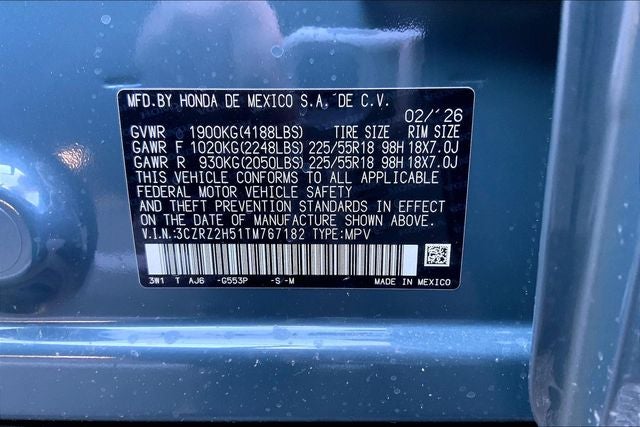 MFD.BY HONDA DE MEXICO S.A. DE C.V.
02/'26
GVWR 1900KG(4188LBS) TIRE SIZE RIM SIZE
GAWR F 1020KG(2248LBS) 225/55R18 98H 18X7.0J
GAWR R 930KG(2050LBS) 225/55R18 98H 18X7.0J
THIS VEHICLE CONFORMS TO ALL APPLICABLE
FEDERAL MOTOR VEHICLE SAFETY
AND THEFT PREVENTION STANDARDS IN EFFECT
ON THE DATE OF MANUFACTURE SHOWN ABOVE.
V.I.N.:3CZRZ2H51TM767182 TYPE:MPV
3W1 T AJ6 -G553P -S -M MADE IN MEXICO